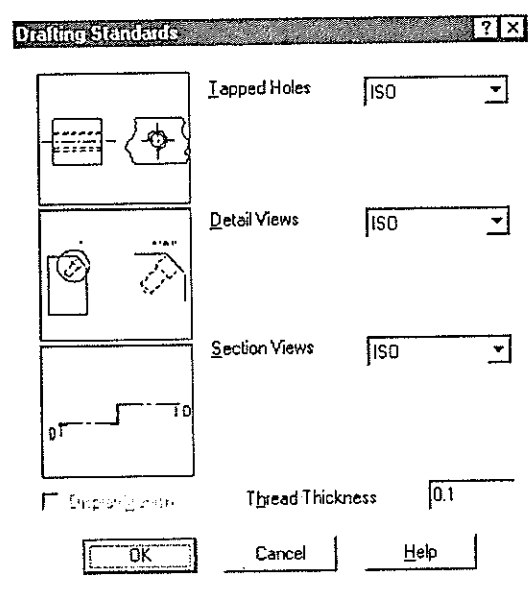 Drafting Standards ? X
Tapped Holes ISO
Detail Views ISO
Section Views ISO
D D
Thread Thickness 0.1
OK Cancel Help